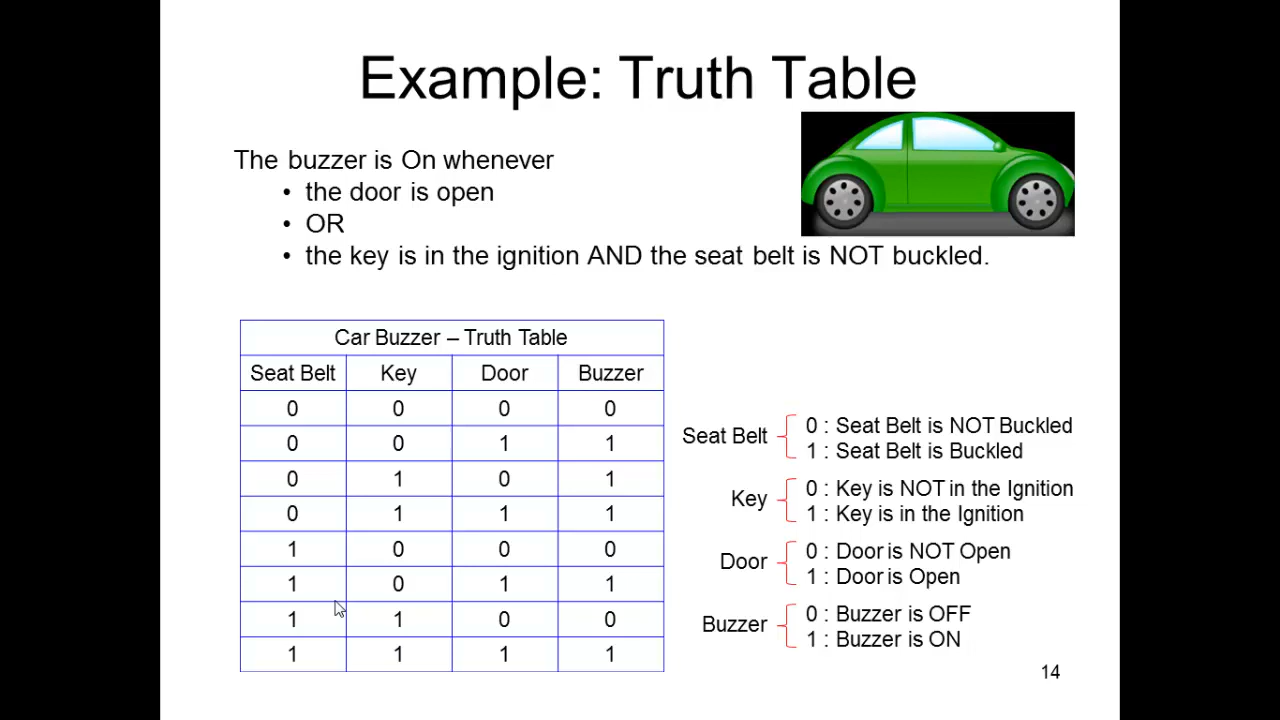 Example: Truth Table
The buzzer is On whenever
• the door is open
• OR
• the key is in the ignition AND the seat belt is NOT buckled.
Car Buzzer – Truth Table
Seat Belt Key Door Buzzer
0 0 0 0
0 0 1 1
0 1 0 1
0 1 1 1
1 0 0 0
1 0 1 1
1 1 0 0
1 1 1 1
Seat Belt
0 : Seat Belt is NOT Buckled
1 : Seat Belt is Buckled
Key
0 : Key is NOT in the Ignition
1 : Key is in the Ignition
Door
0 : Door is NOT Open
1 : Door is Open
Buzzer
0 : Buzzer is OFF
1 : Buzzer is ON
14